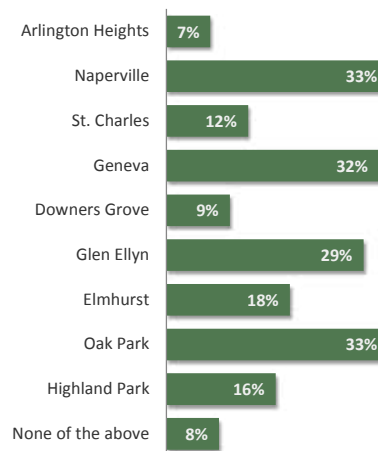 Arlington Heights 7%
Naperville 33%
St. Charles 12%
Geneva 32%
Downers Grove 9%
Glen Ellyn 29%
Elmhurst 18%
Oak Park 33%
Highland Park 16%
None of the above 8%